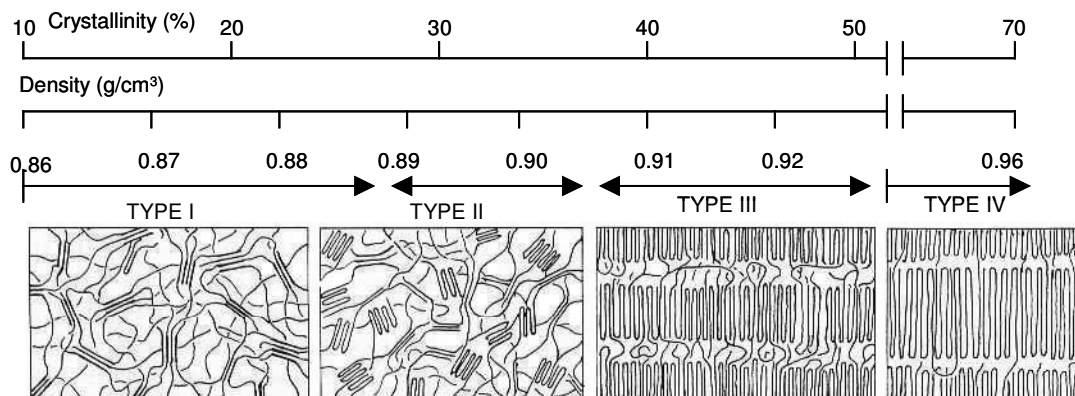 Crystallinity (%)
10 20 30 40 50 70
Density (g/cm³)
0.86 0.87 0.88 0.89 0.90 0.91 0.92 0.96
TYPE I TYPE II TYPE III TYPE IV